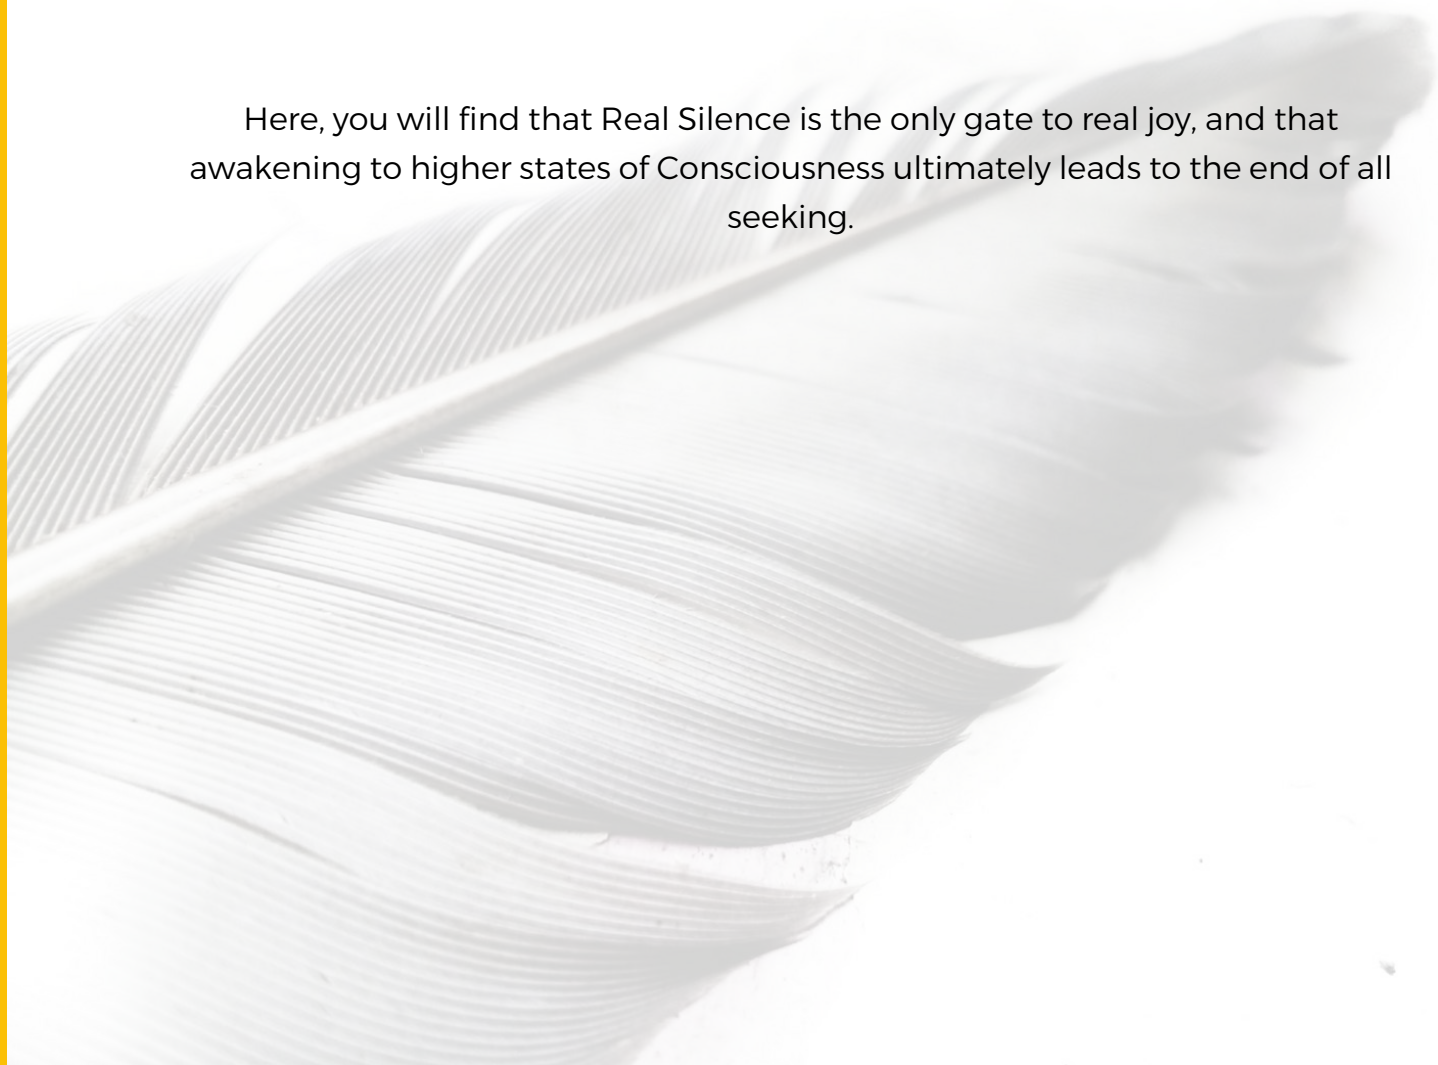 Here, you will find that Real Silence is the only gate to real joy, and that
awakening to higher states of Consciousness ultimately leads to the end of all
seeking.